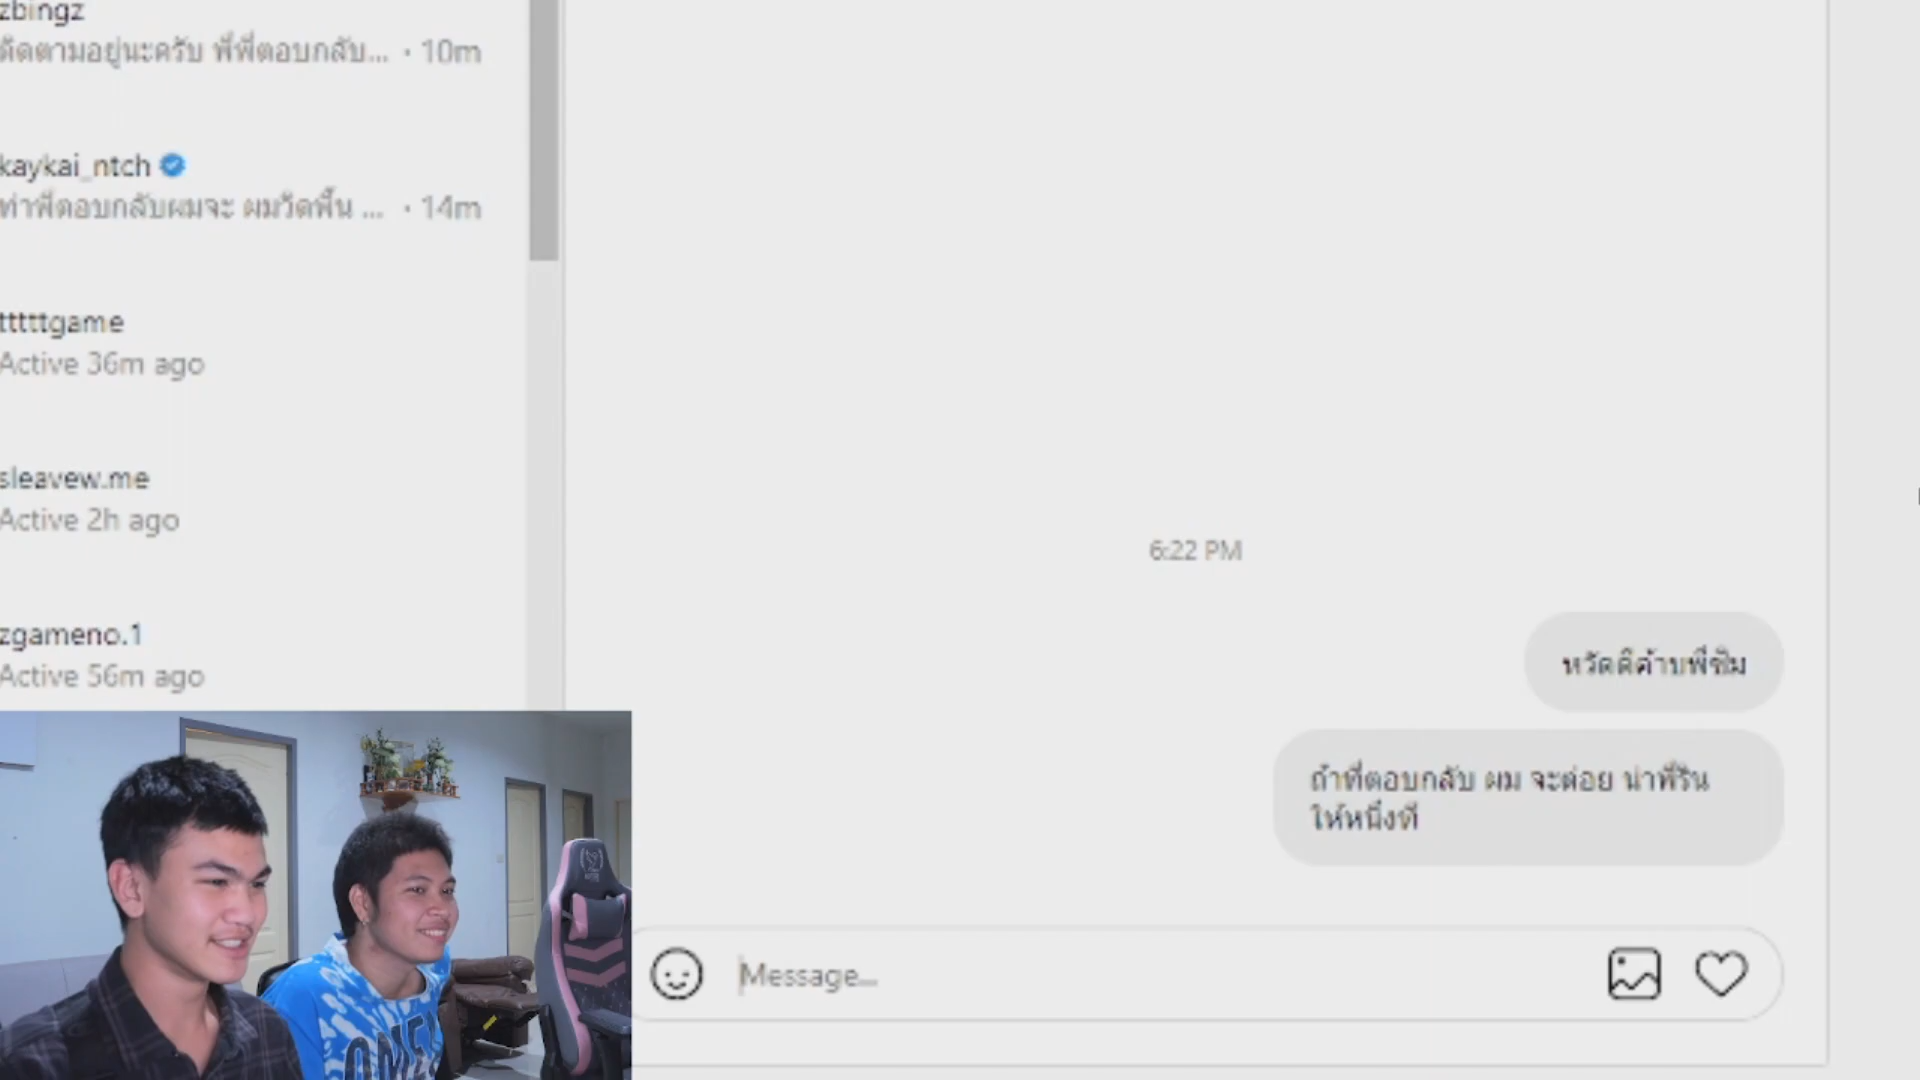 zbingz
ติดตามอยู่นะครับ พี่พี่ตอบกลับ... · 10m
kaykai_ntch
ท่าพี่ตอบกลับผมจะ ผมวิดพื้น ... · 14m
tttttgame
Active 36m ago
sleavew.me
Active 2h ago
zgameno.1
Active 56m ago
6:22 PM
หวัดดีค้าบพี่ซิม
ถ้าที่ตอบกลับ ผม จะต่อย น่าพี่ริน
ให้หนึ่งที
Message...